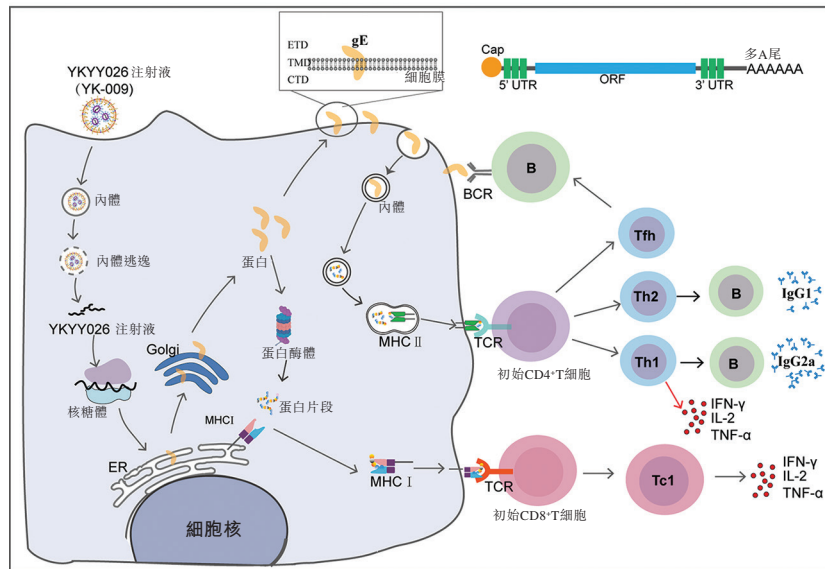 YKYY026 注射液
(YK-009)
內體
內體逃逸
YKYY026 注射液
核糖體
ER
Golgi
蛋白
蛋白酶體
蛋白片段
MHCI
MHC I
細胞核
ETD
TMD
CTD
gE
細胞膜
內體
MHC II
Cap
5' UTR
ORF
3' UTR
多A尾
AAAAAA
BCR
B
Tfh
TCR
初始CD4+T細胞
Th2
B
IgG1
Th1
B
IgG2a
IFN-γ
IL-2
TNF-α
TCR
初始CD8+T細胞
Tc1
IFN-γ
IL-2
TNF-α